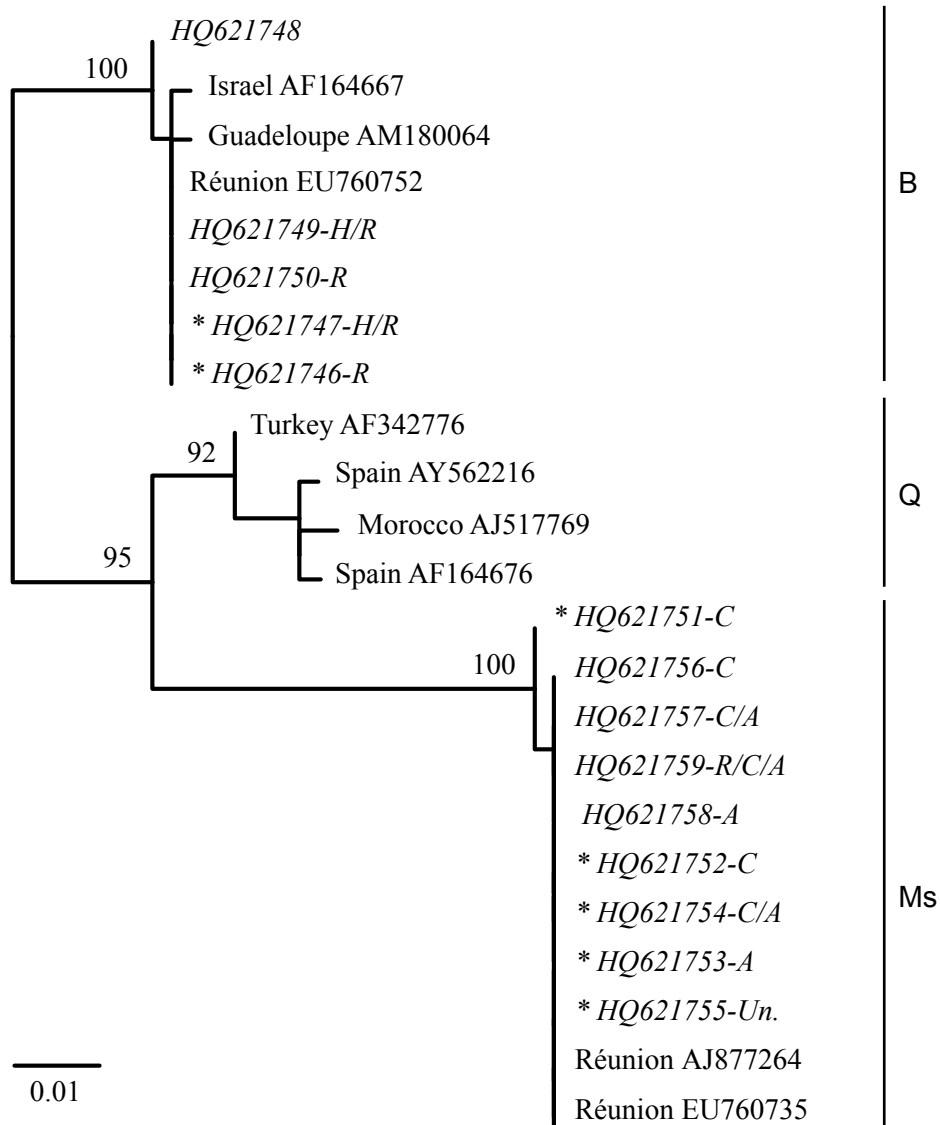 HQ621748
100
Israel AF164667
Guadeloupe AM180064
Réunion EU760752
B
HQ621749-H/R
HQ621750-R
* HQ621747-H/R
* HQ621746-R
Turkey AF342776
92
Spain AY562216
Q
Morocco AJ517769
95
Spain AF164676
* HQ621751-C
100
HQ621756-C
HQ621757-C/A
HQ621759-R/C/A
HQ621758-A
* HQ621752-C
Ms
* HQ621754-C/A
* HQ621753-A
* HQ621755-Un.
Réunion AJ877264
0.01
Réunion EU760735